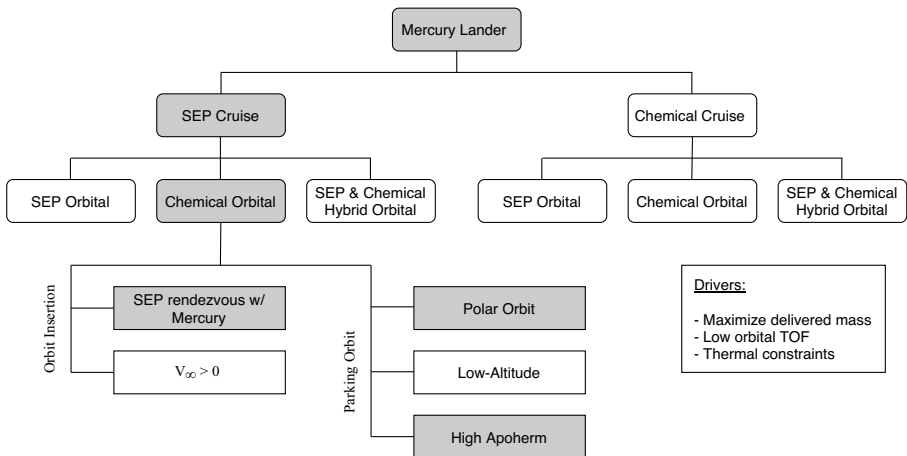 Mercury Lander
SEP Cruise
Chemical Cruise
SEP Orbital
Chemical Orbital
SEP & Chemical
Hybrid Orbital
SEP Orbital
Chemical Orbital
SEP & Chemical
Hybrid Orbital
Orbit Insertion
SEP rendezvous w/
Mercury
V∞ > 0
Parking Orbit
Polar Orbit
Low-Altitude
High Apoherm
Drivers:
- Maximize delivered mass
- Low orbital TOF
- Thermal constraints